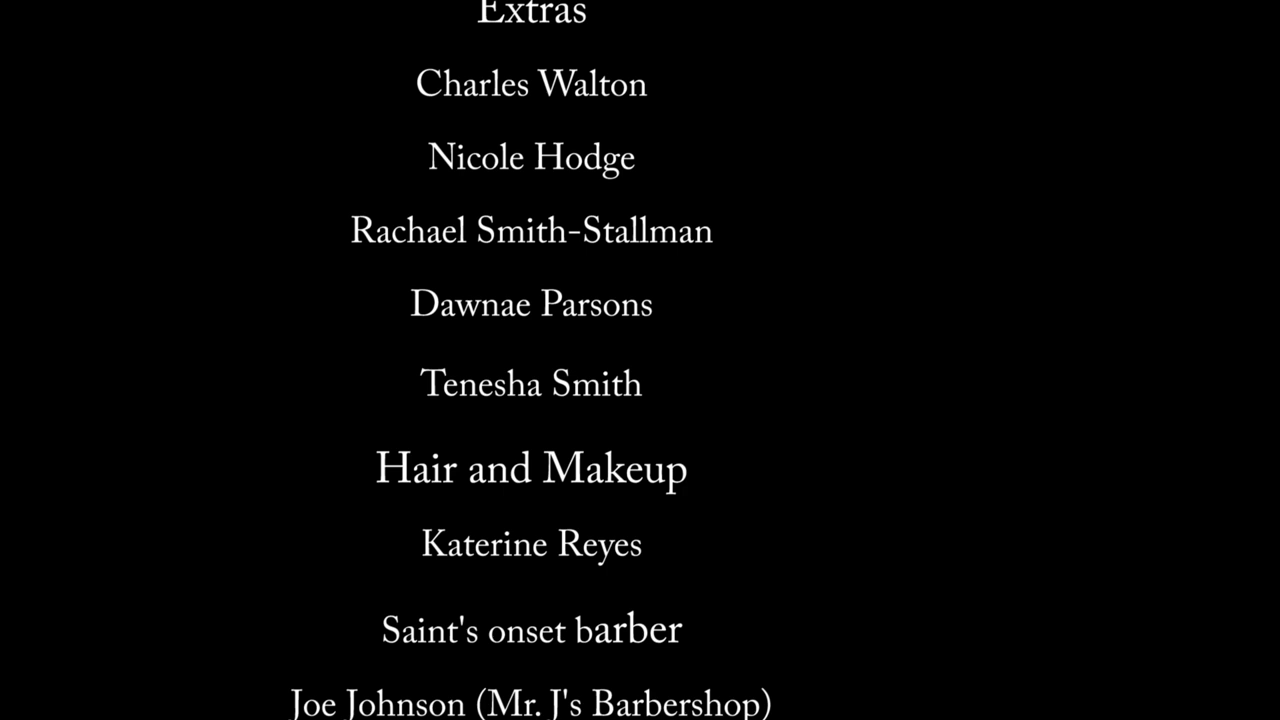 Extras
Charles Walton
Nicole Hodge
Rachael Smith-Stallman
Dawnae Parsons
Tenesha Smith
Hair and Makeup
Katerine Reyes
Saint's onset barber
Joe Johnson (Mr. J's Barbershop)